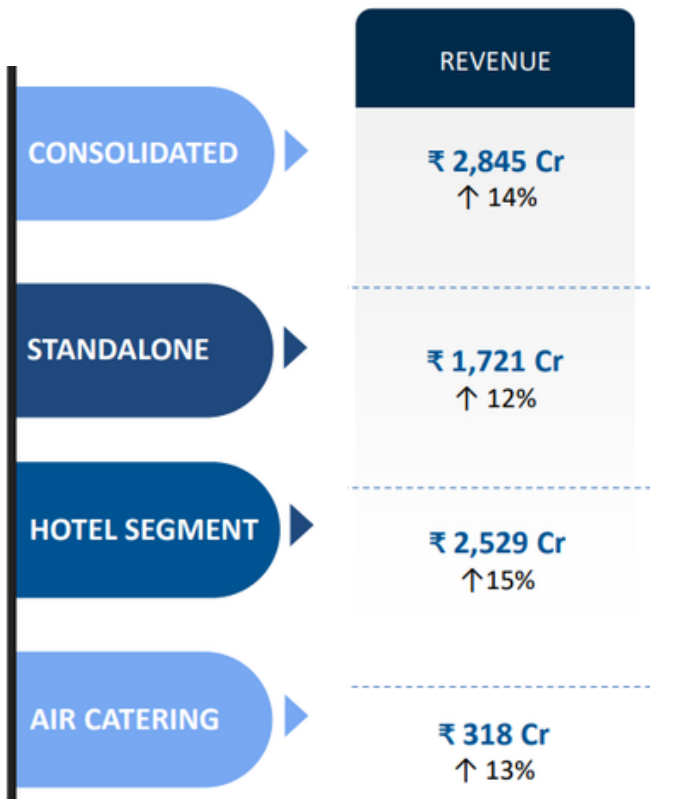 REVENUE
CONSOLIDATED
₹ 2,845 Cr
↑ 14%
STANDALONE
₹ 1,721 Cr
↑ 12%
HOTEL SEGMENT
₹ 2,529 Cr
↑15%
AIR CATERING
₹ 318 Cr
↑ 13%